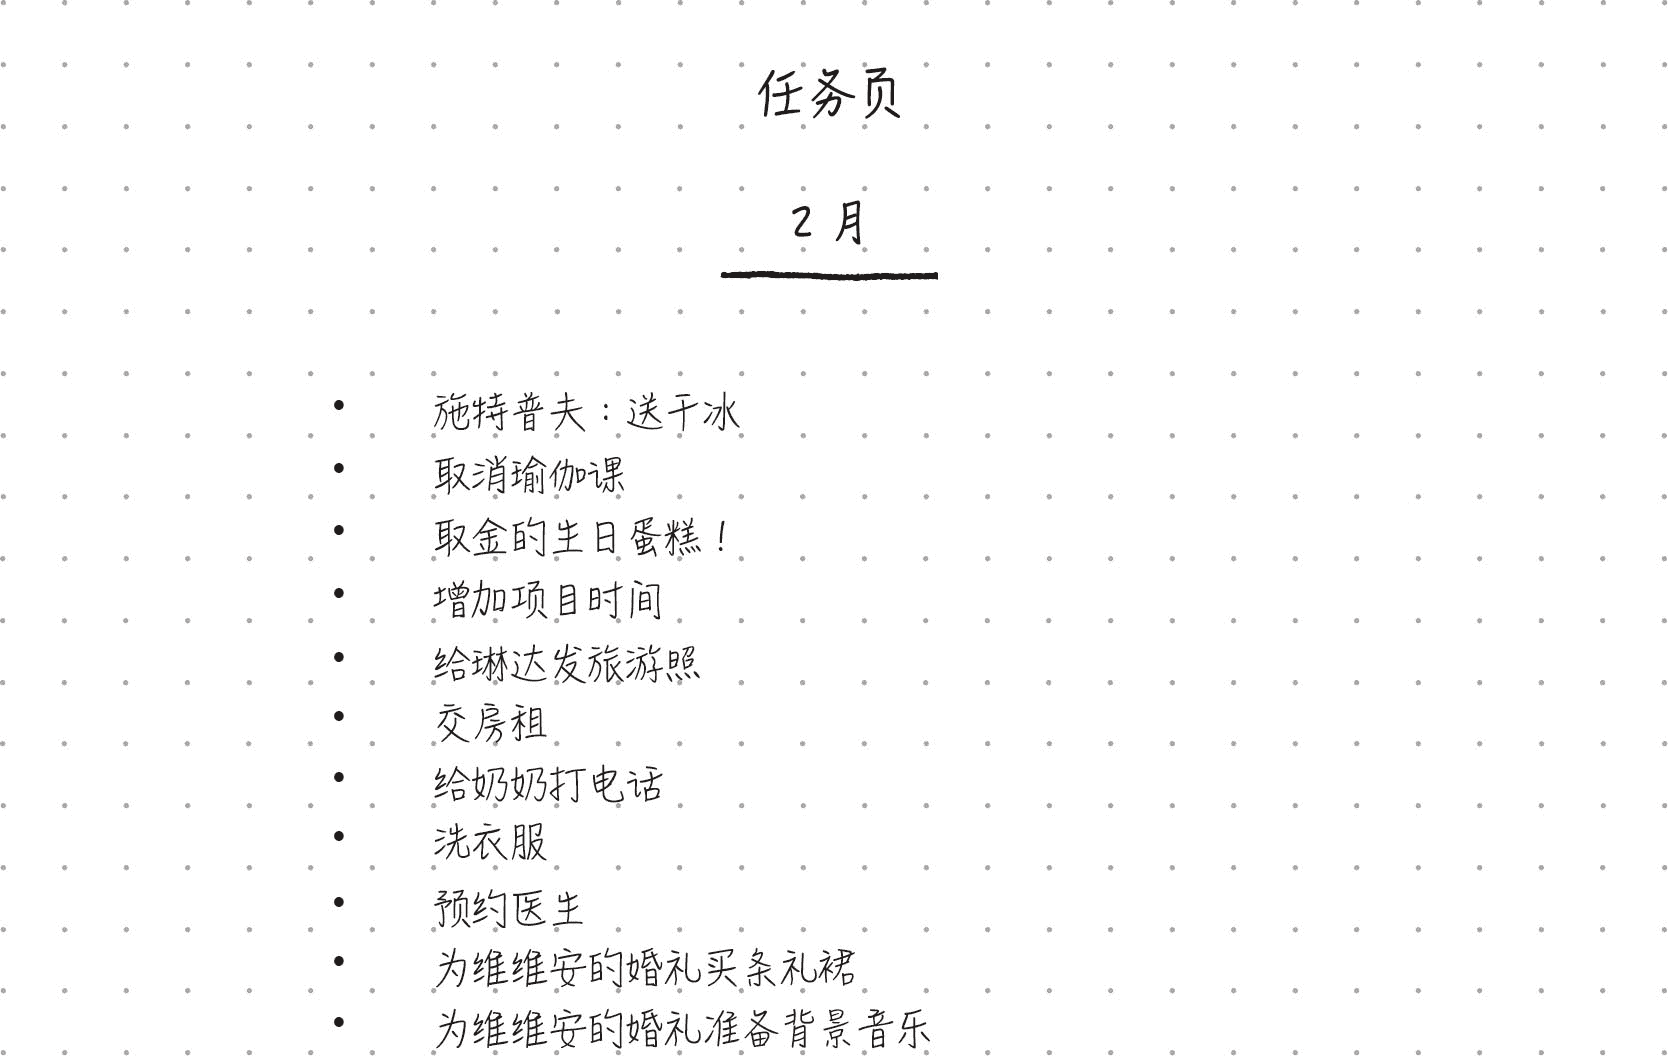 任务页
2 月
• 施特普夫：送干冰
• 取消瑜伽课
• 取金的生日蛋糕！
• 增加项目时间
• 给琳达发旅游照
• 交房租
• 给奶奶打电话
• 洗衣服
• 预约医生
• 为维维安的婚礼买条礼裙
• 为维维安的婚礼准备背景音乐